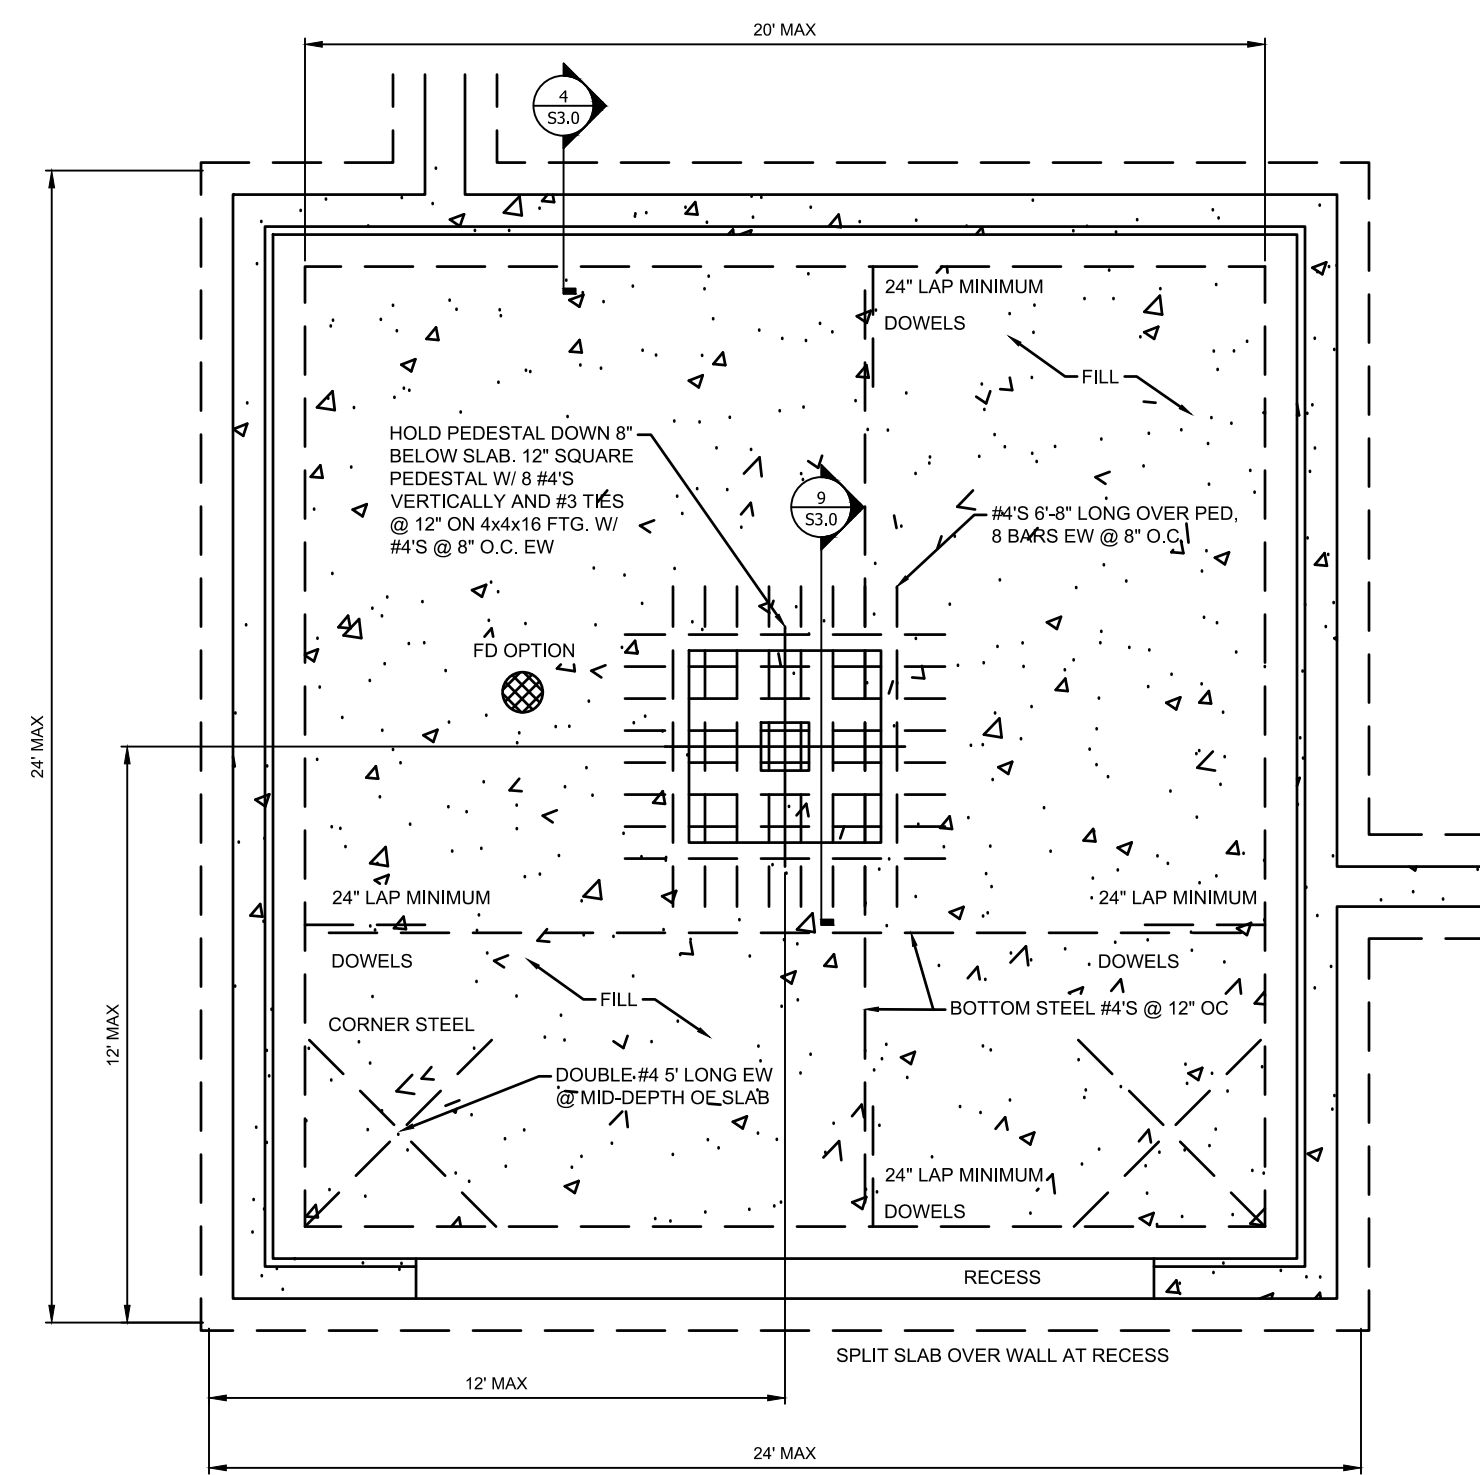 20' MAX
4
S3.0
24" LAP MINIMUM
DOWELS
FILL
HOLD PEDESTAL DOWN 8"
BELOW SLAB. 12" SQUARE
PEDESTAL W/ 8 #4'S
VERTICALLY AND #3 TIES
@ 12" ON 4x4x16 FTG. W/
#4'S @ 8" O.C. EW
9
S3.0
#4'S 6'-8" LONG OVER PED,
8 BARS EW @ 8" O.C.
FD OPTION
24' MAX
24" LAP MINIMUM
24" LAP MINIMUM
DOWELS
DOWELS
FILL
BOTTOM STEEL #4'S @ 12" OC
12' MAX
CORNER STEEL
DOUBLE #4 5' LONG EW
@ MID-DEPTH OF SLAB
24" LAP MINIMUM
DOWELS
RECESS
SPLIT SLAB OVER WALL AT RECESS
12' MAX
24' MAX